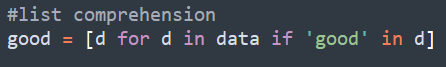 #list comprehension
good = [d for d in data if 'good' in d]